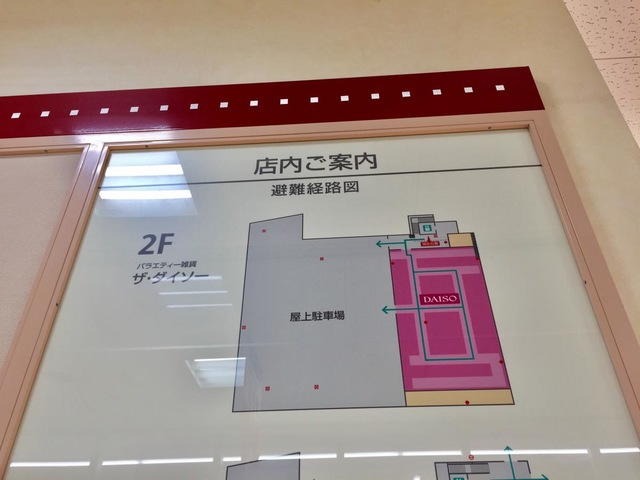 店内ご案内
避難経路図
2F
バラエティー雑貨
ザ・ダイソー
DAISO
屋上駐車場